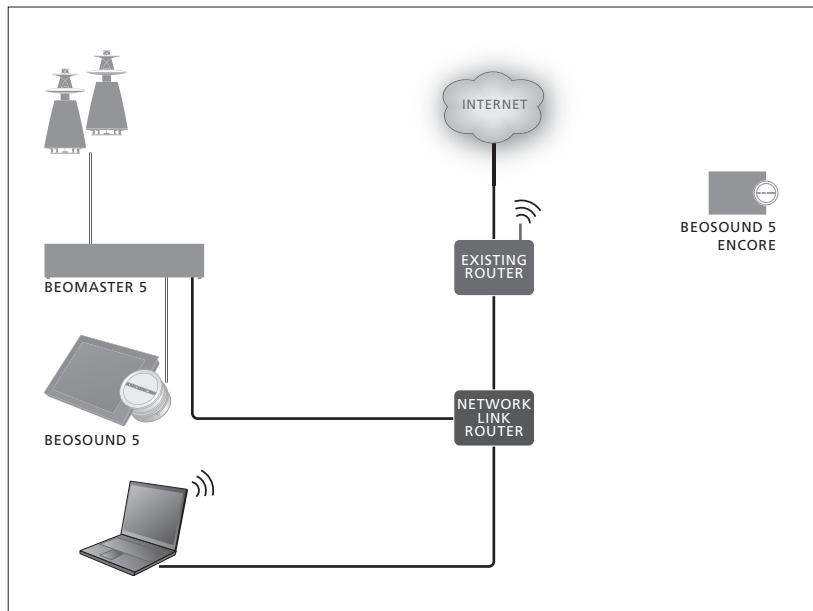 INTERNET
BEOSOUND 5
ENCORE
EXISTING
ROUTER
BEOMASTER 5
NETWORK
LINK
ROUTER
BEOSOUND 5